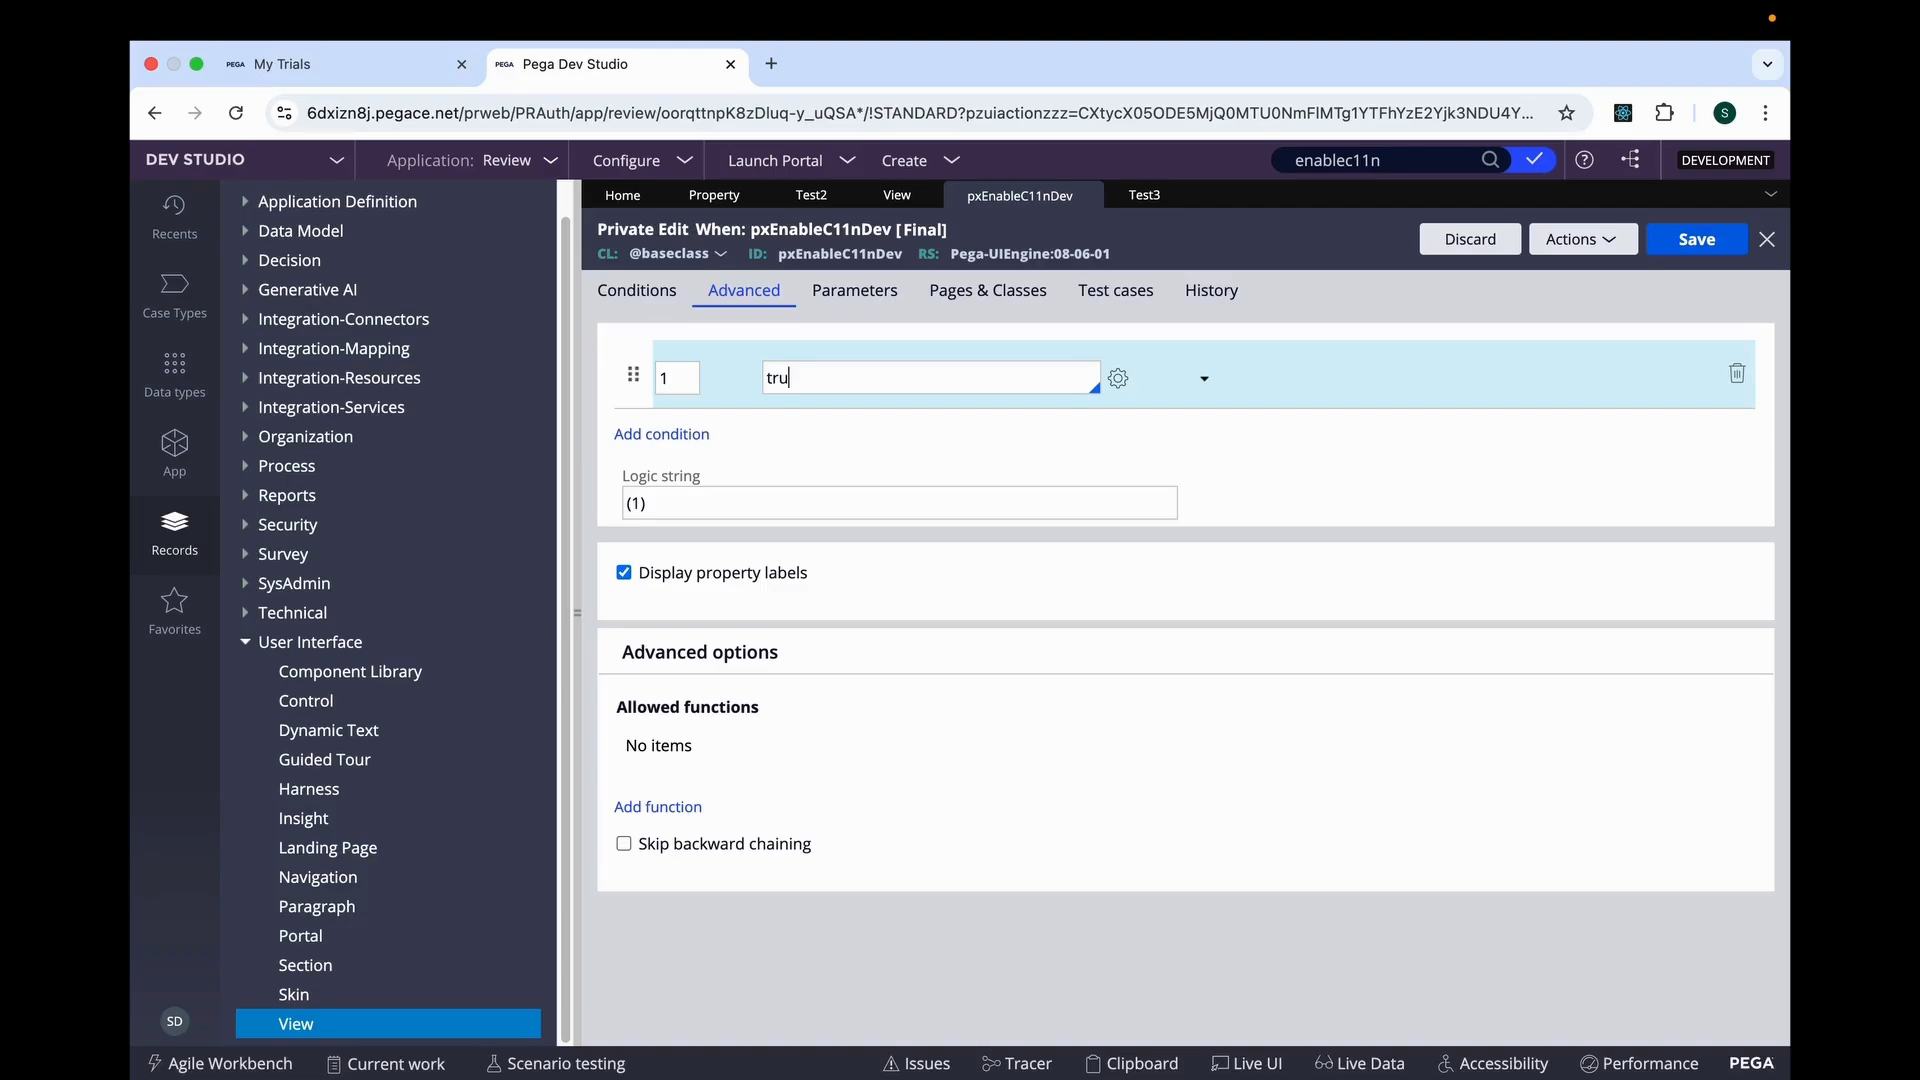 PEGA My Trials
PEGA Pega Dev Studio
6dxizn8j.pegace.net/prweb/PRAuth/app/review/oorqttnpK8zDluq-y_uQSA*/!STANDARD?pzuiactionzzz=CXtycX05ODE5MjQ0MTU0NmFlMTg1YTFhYzE2Yjk3NDU4Y...
S
DEV STUDIO
Application: Review
Configure
Launch Portal
Create
enablec11n
DEVELOPMENT
Recents
Case Types
Data types
App
Records
Favorites
SD
Application Definition
Data Model
Decision
Generative AI
Integration-Connectors
Integration-Mapping
Integration-Resources
Integration-Services
Organization
Process
Reports
Security
Survey
SysAdmin
Technical
User Interface
Component Library
Control
Dynamic Text
Guided Tour
Harness
Insight
Landing Page
Navigation
Paragraph
Portal
Section
Skin
View
Home
Property
Test2
View
pxEnableC11nDev
Test3
Private Edit When: pxEnableC11nDev [Final]
CL: @baseclass ID: pxEnableC11nDev RS: Pega-UIEngine:08-06-01
Discard
Actions
Save
Conditions
Advanced
Parameters
Pages & Classes
Test cases
History
1
tru
Add condition
Logic string
(1)
Display property labels
Advanced options
Allowed functions
No items
Add function
Skip backward chaining
Agile Workbench
Current work
Scenario testing
Issues
Tracer
Clipboard
Live UI
Live Data
Accessibility
Performance
PEGA